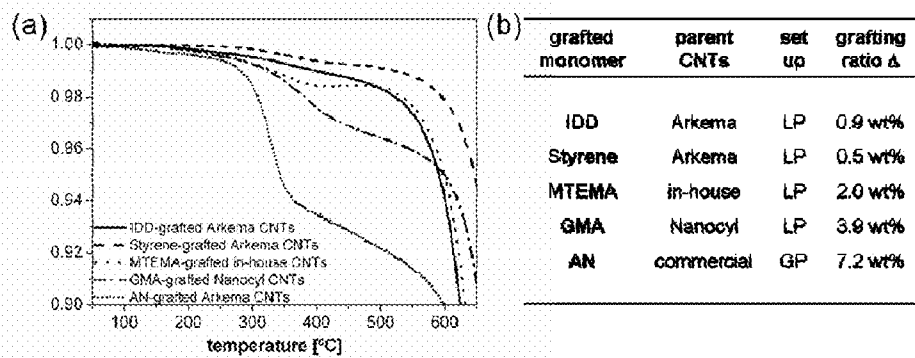 (a)
1.00
0.98
0.96
0.94
0.92
0.90
IDD-grafted Arkema CNTs
Styrene-grafted Arkema CNTs
MTEMA-grafted in-house CNTs
GMA-grafted Nanocyl CNTs
AN-grafted Arkema CNTs
100 200 300 400 500 600
temperature [°C]
(b)
grafted parent set grafting
monomer CNTs up ratio Δ
IDD Arkema LP 0.9 wt%
Styrene Arkema LP 0.5 wt%
MTEMA in-house LP 2.0 wt%
GMA Nanocyl LP 3.9 wt%
AN commercial GP 7.2 wt%